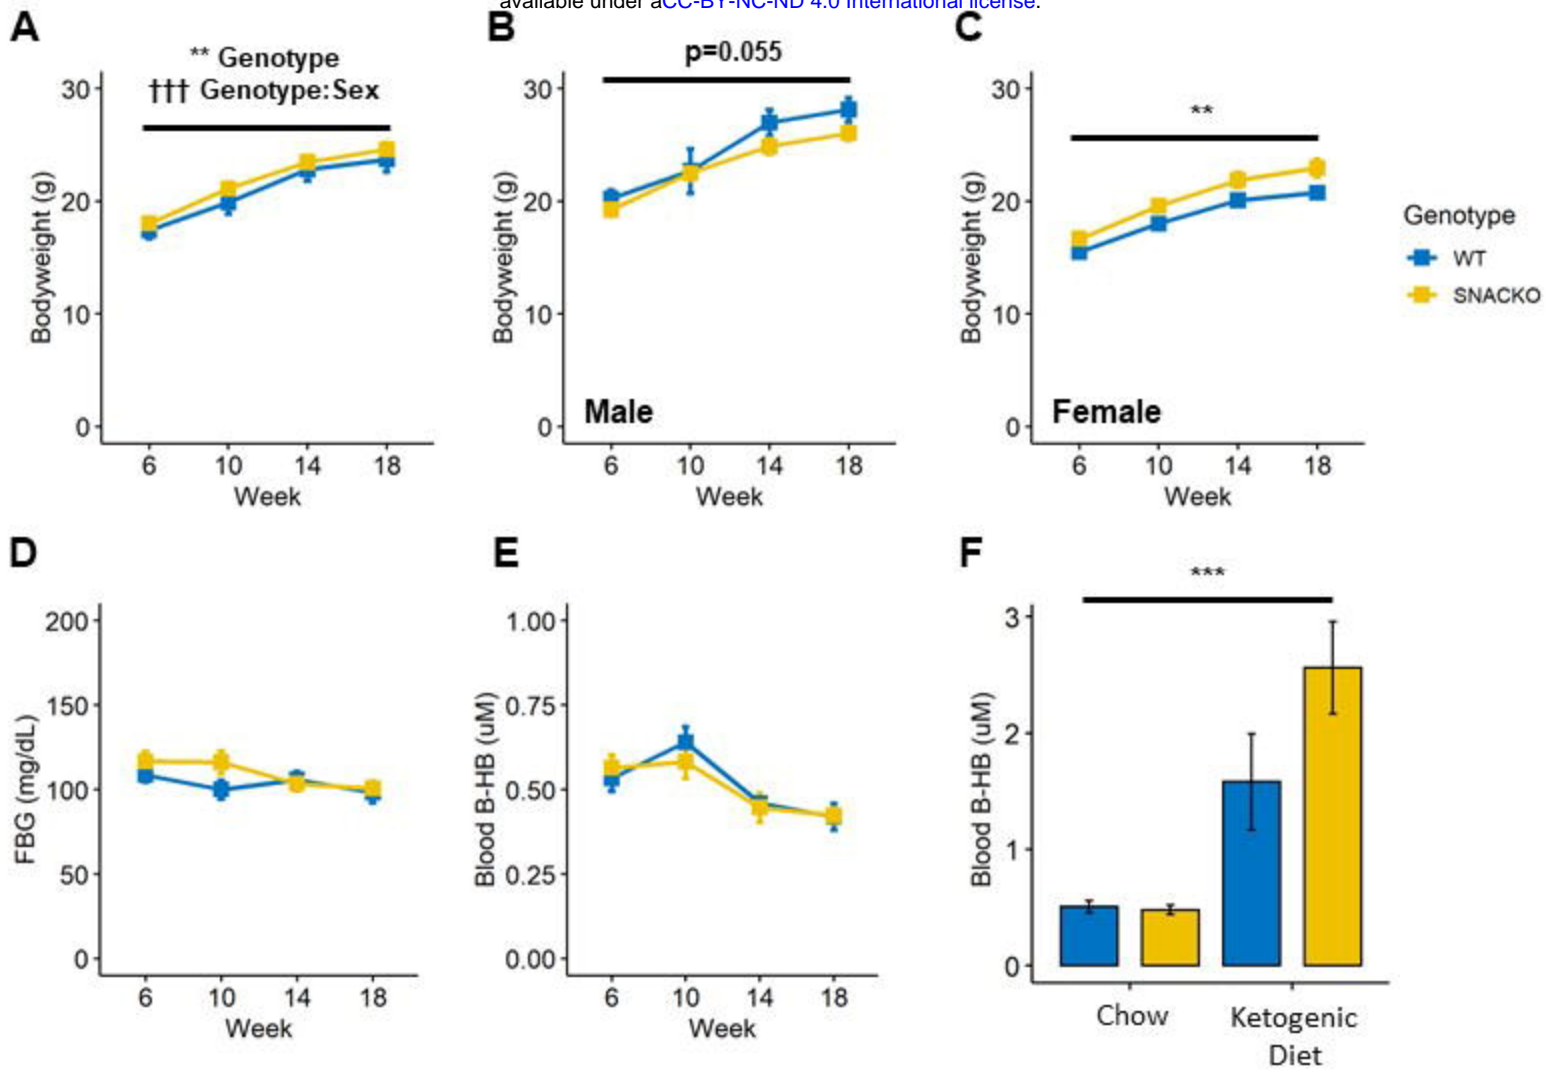 available under aCC-BY-NC-ND 4.0 International license.
A
** Genotype
††† Genotype:Sex
30
20
10
0
Bodyweight (g)
6 10 14 18
Week
B
p=0.055
30
20
10
0
Bodyweight (g)
Male
6 10 14 18
Week
C
**
30
20
10
0
Bodyweight (g)
Female
6 10 14 18
Week
Genotype
WT
SNACKO
D
200
150
100
50
0
FBG (mg/dL)
6 10 14 18
Week
E
1.00
0.75
0.50
0.25
0.00
Blood B-HB (uM)
6 10 14 18
Week
F
***
3
2
1
0
Blood B-HB (uM)
Chow
Ketogenic
Diet